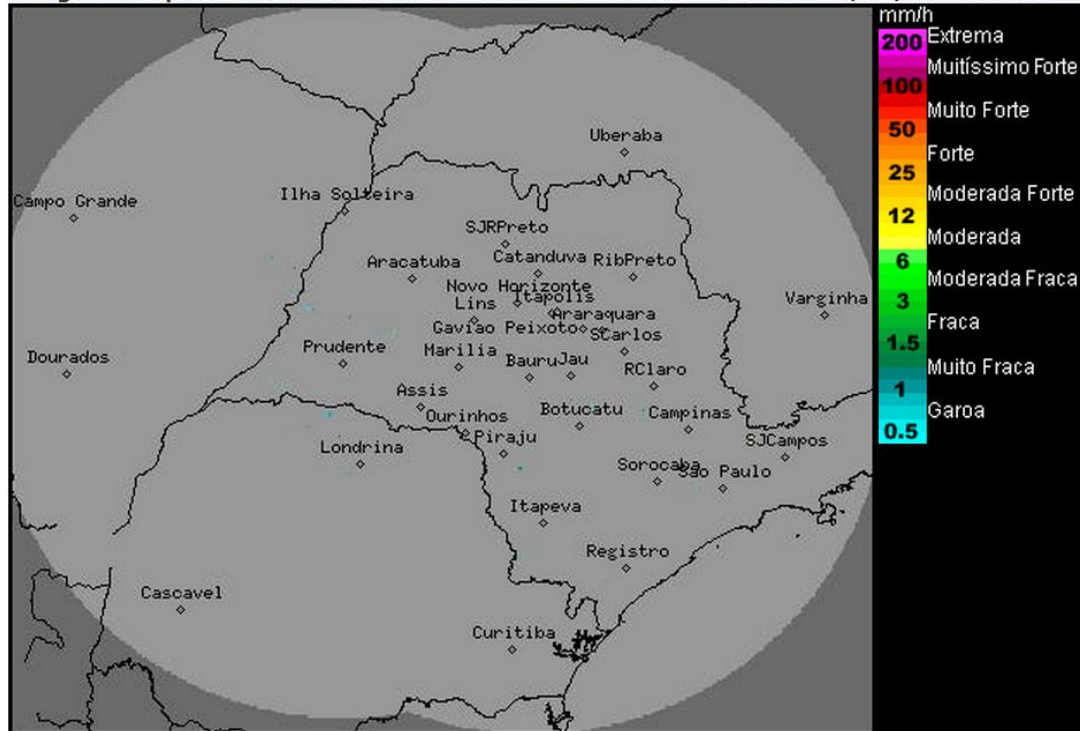 mm/h
200 Extrema
Muitíssimo Forte
100
Muito Forte
50
Forte
25
Moderada Forte
12
Moderada
6
Moderada Fraca
3
Fraca
1.5
Muito Fraca
1
Garoa
0.5
Uberaba
Ilha Solteira
Campo Grande
SJRPreto
Catanduva
RibPreto
Aracatuba
Novo Horizonte
Itapolis
Lins
Varginha
Araraquara
Gaviao Peixoto
SCarlos
Prudente
Marilia
Dourados
Bauru
Jau
RClaro
Assis
Botucatu
Campinas
Ourinhos
Piraju
SJCampos
Londrina
Sorocaba
Sao Paulo
Itapeva
Registro
Cascavel
Curitiba